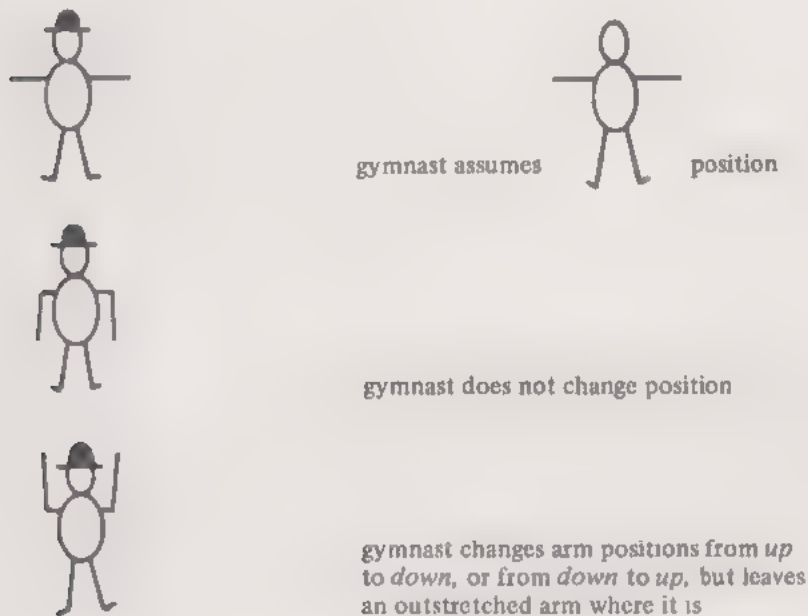 gymnast assumes position
gymnast does not change position
gymnast changes arm positions from up
to down, or from down to up, but leaves
an outstretched arm where it is